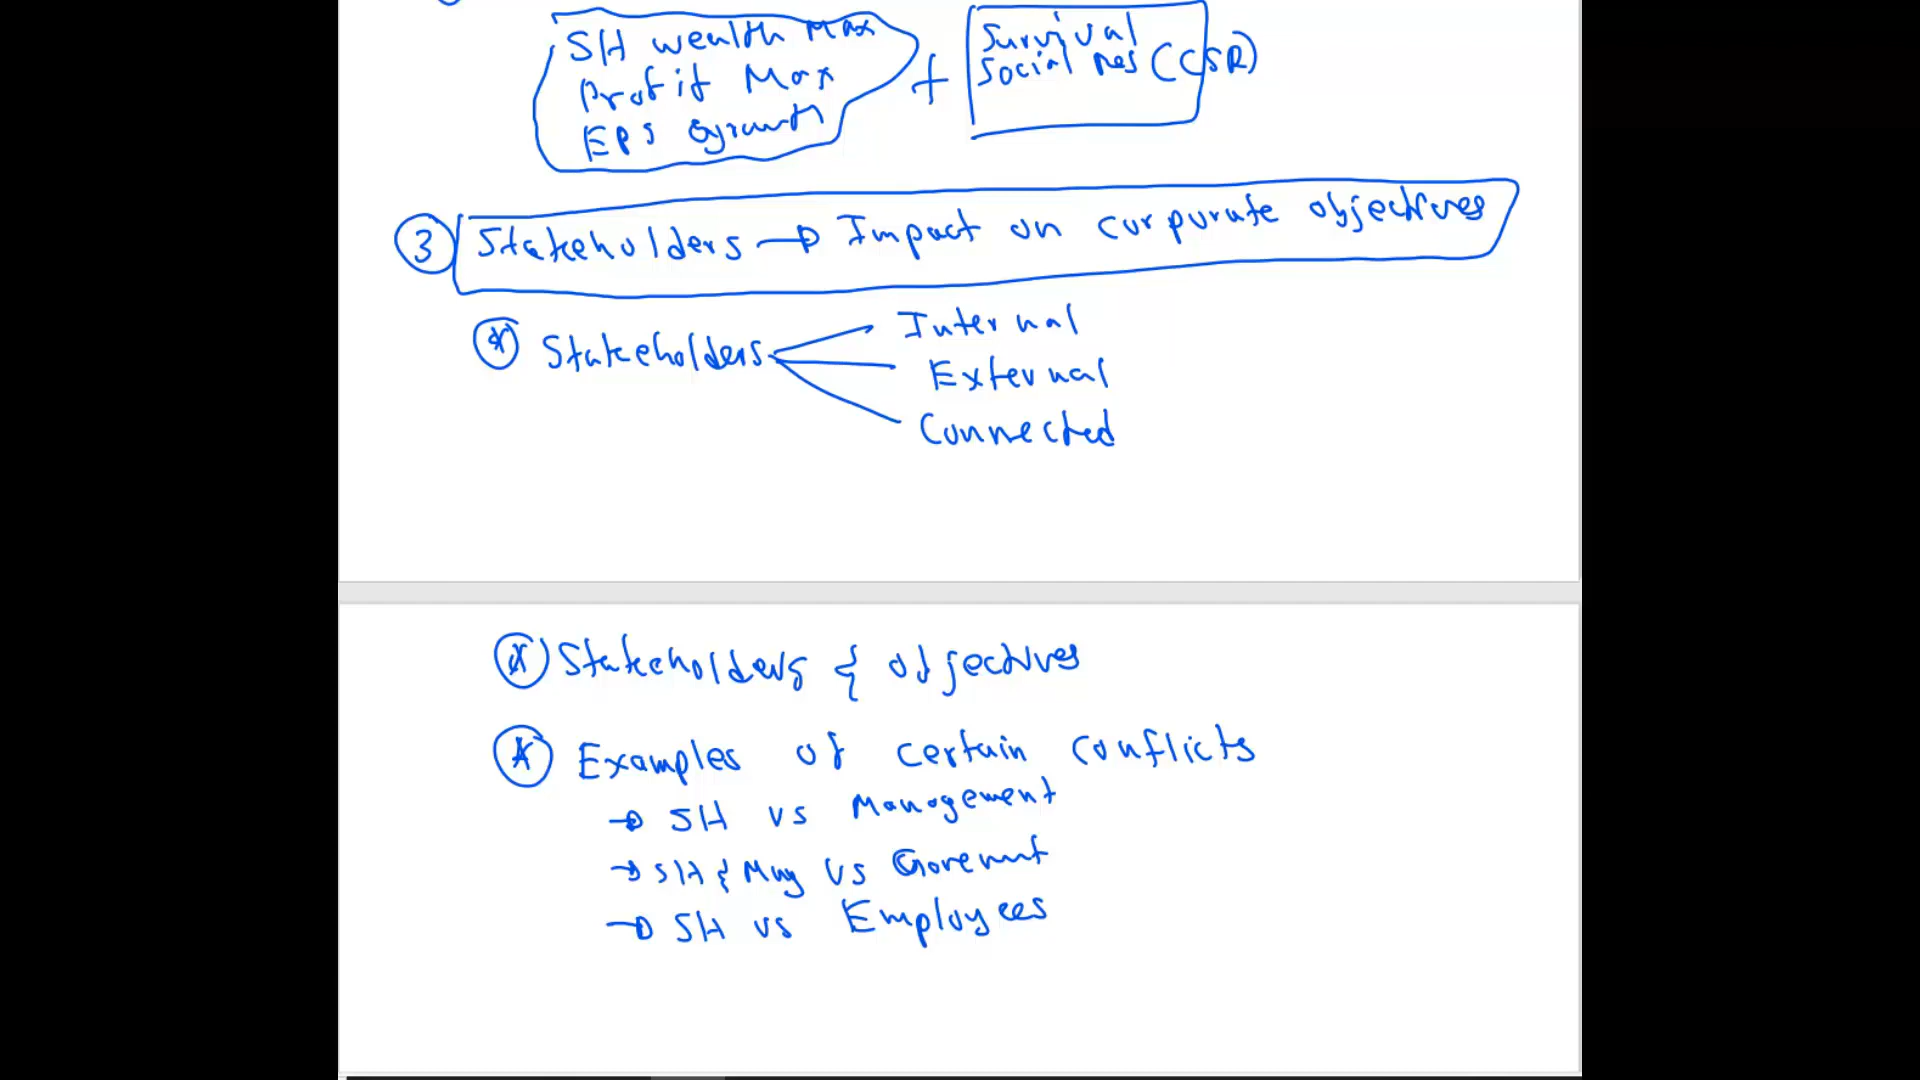 SH wealth Max
Profit Max
EPS growth
+
Survival
Social Res (CSR)
3 Stakeholders → Impact on corporate objectives
* Stakeholders
Internal
External
Connected
* Stakeholders & objectives
* Examples of certain conflicts
→ SH vs Management
→ SH & Mng vs Goremnt
→ SH vs Employees